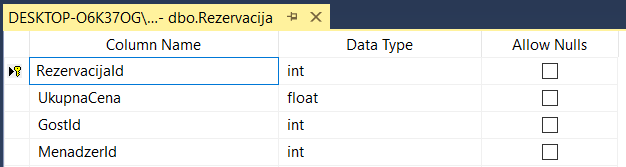 DESKTOP-O6K37OG\...- dbo.Rezervacija
Column Name Data Type Allow Nulls
RezervacijaId int
UkupnaCena float
GostId int
MenadzerId int